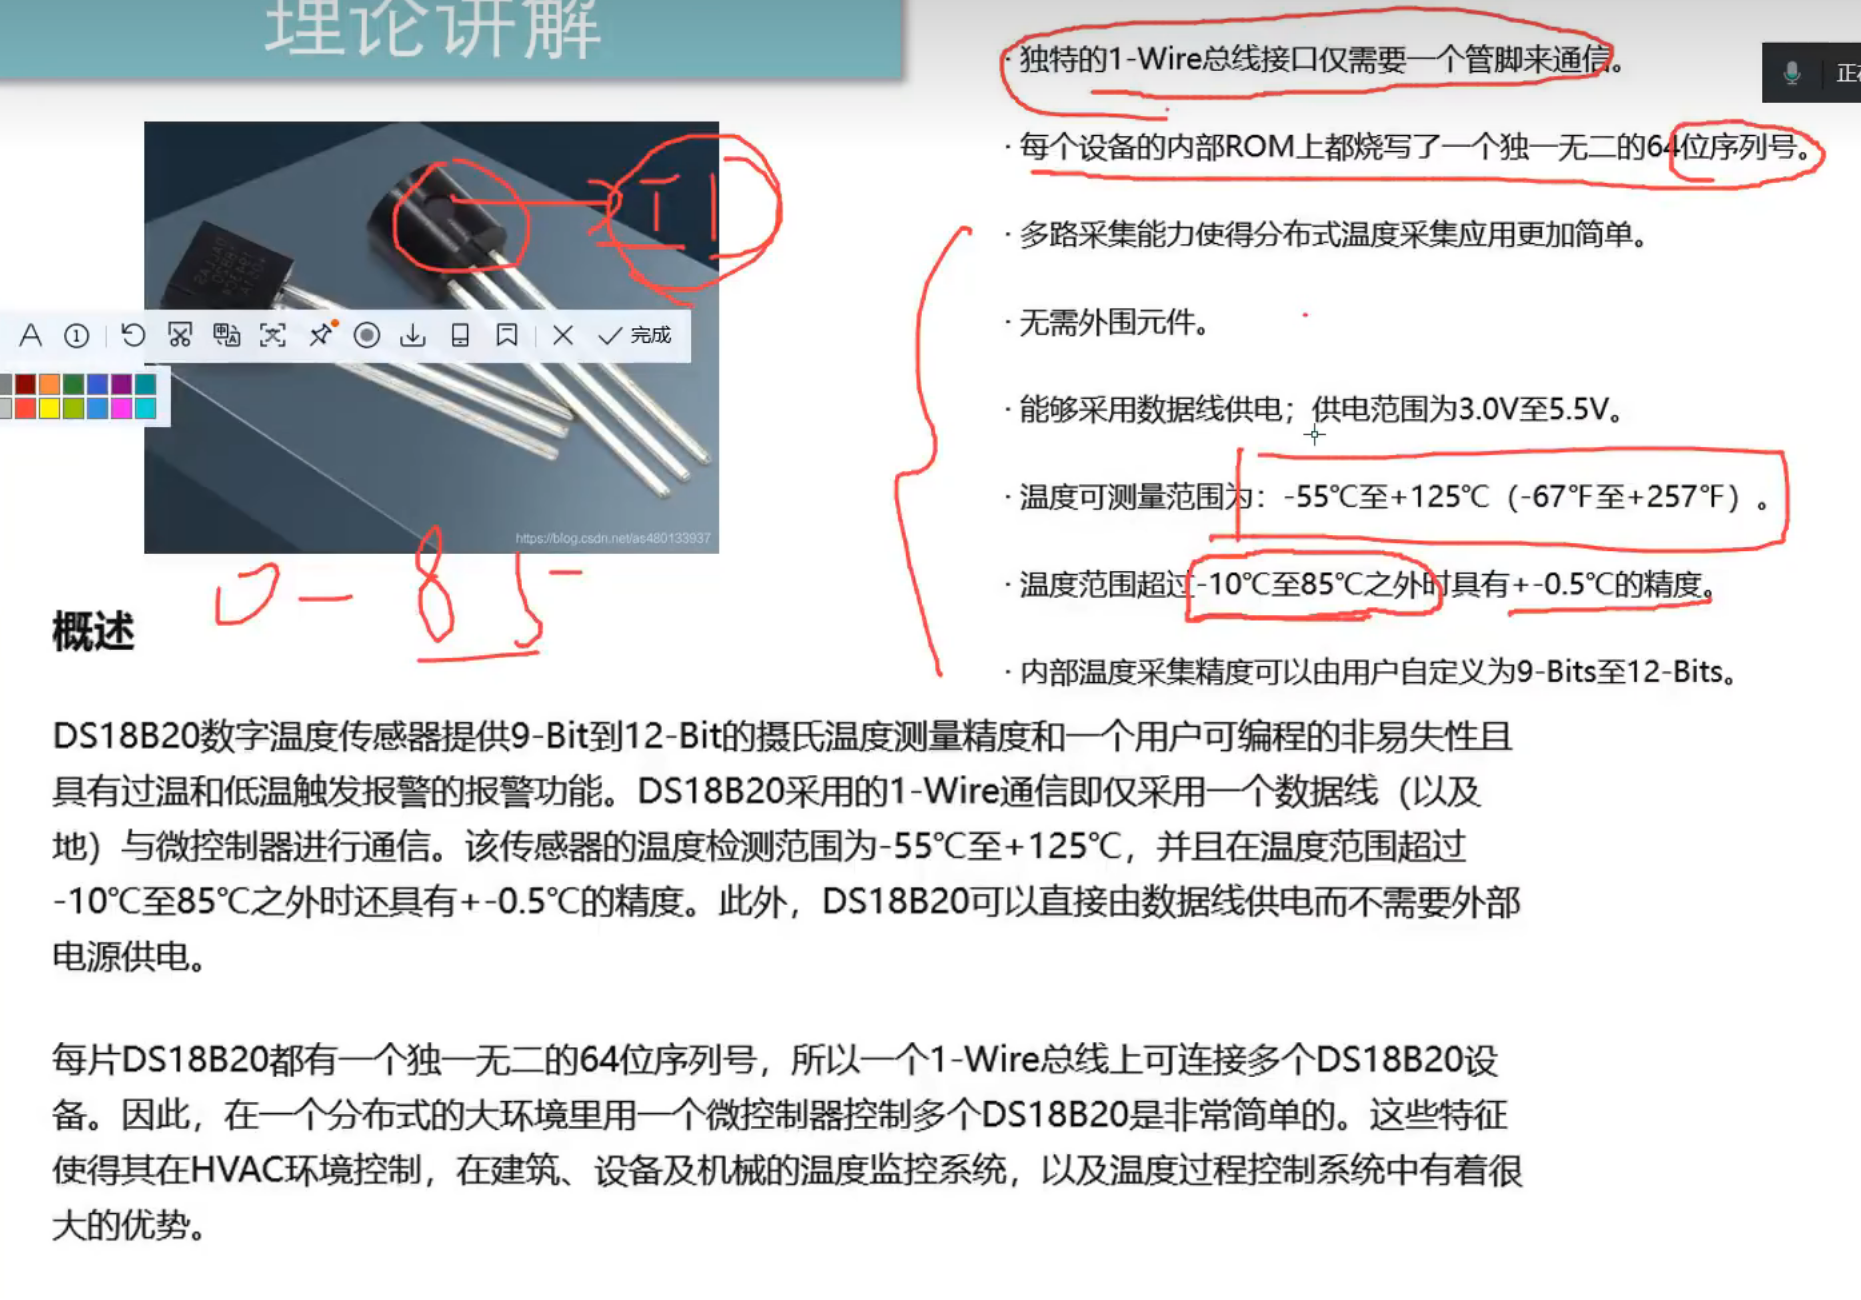 理论讲解
· 独特的1-Wire总线接口仅需要一个管脚来通信。
正
· 每个设备的内部ROM上都烧写了一个独一无二的64位序列号。
· 多路采集能力使得分布式温度采集应用更加简单。
· 无需外围元件。
A
1
完成
· 能够采用数据线供电；供电范围为3.0V至5.5V。
· 温度可测量范围为：-55℃至+125℃（-67℉至+257℉）。
https://blog.csdn.net/as480133937
· 温度范围超过-10℃至85℃之外时具有+-0.5℃的精度。
0-85
概述
· 内部温度采集精度可以由用户自定义为9-Bits至12-Bits。
DS18B20数字温度传感器提供9-Bit到12-Bit的摄氏温度测量精度和一个用户可编程的非易失性且
具有过温和低温触发报警的报警功能。DS18B20采用的1-Wire通信即仅采用一个数据线（以及
地）与微控制器进行通信。该传感器的温度检测范围为-55℃至+125℃，并且在温度范围超过
-10℃至85℃之外时还具有+-0.5℃的精度。此外，DS18B20可以直接由数据线供电而不需要外部
电源供电。
每片DS18B20都有一个独一无二的64位序列号，所以一个1-Wire总线上可连接多个DS18B20设
备。因此，在一个分布式的大环境里用一个微控制器控制多个DS18B20是非常简单的。这些特征
使得其在HVAC环境控制，在建筑、设备及机械的温度监控系统，以及温度过程控制系统中有着很
大的优势。